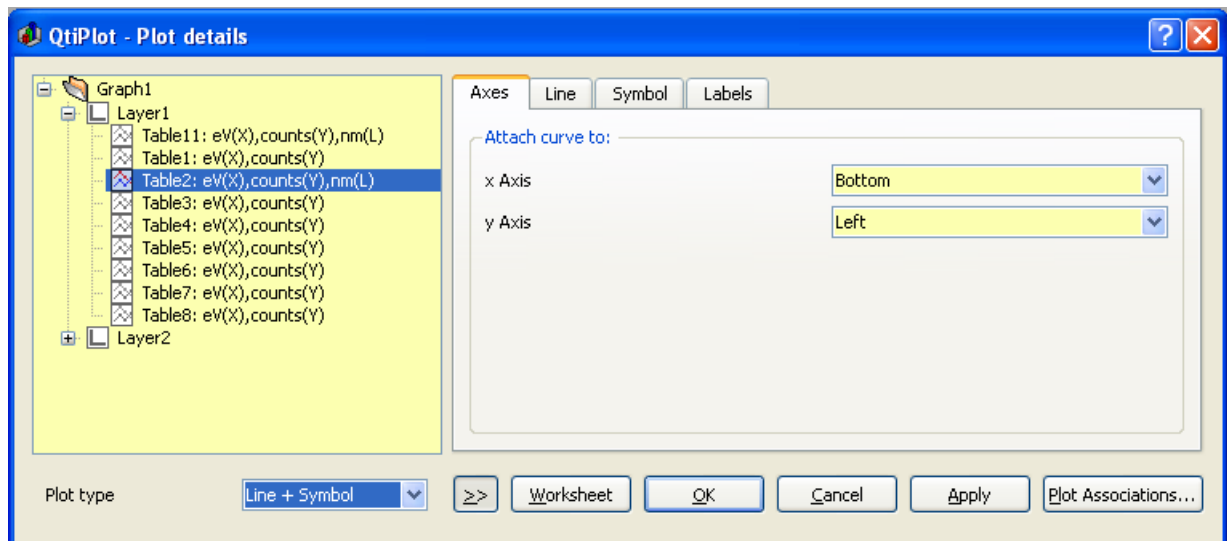 QtiPlot - Plot details
Graph1
Layer1
Table11: eV(X),counts(Y),nm(L)
Table1: eV(X),counts(Y)
Table2: eV(X),counts(Y),nm(L)
Table3: eV(X),counts(Y)
Table4: eV(X),counts(Y)
Table5: eV(X),counts(Y)
Table6: eV(X),counts(Y)
Table7: eV(X),counts(Y)
Table8: eV(X),counts(Y)
Layer2
Axes Line Symbol Labels
Attach curve to:
x Axis Bottom
y Axis Left
Plot type Line + Symbol >> Worksheet OK Cancel Apply Plot Associations...